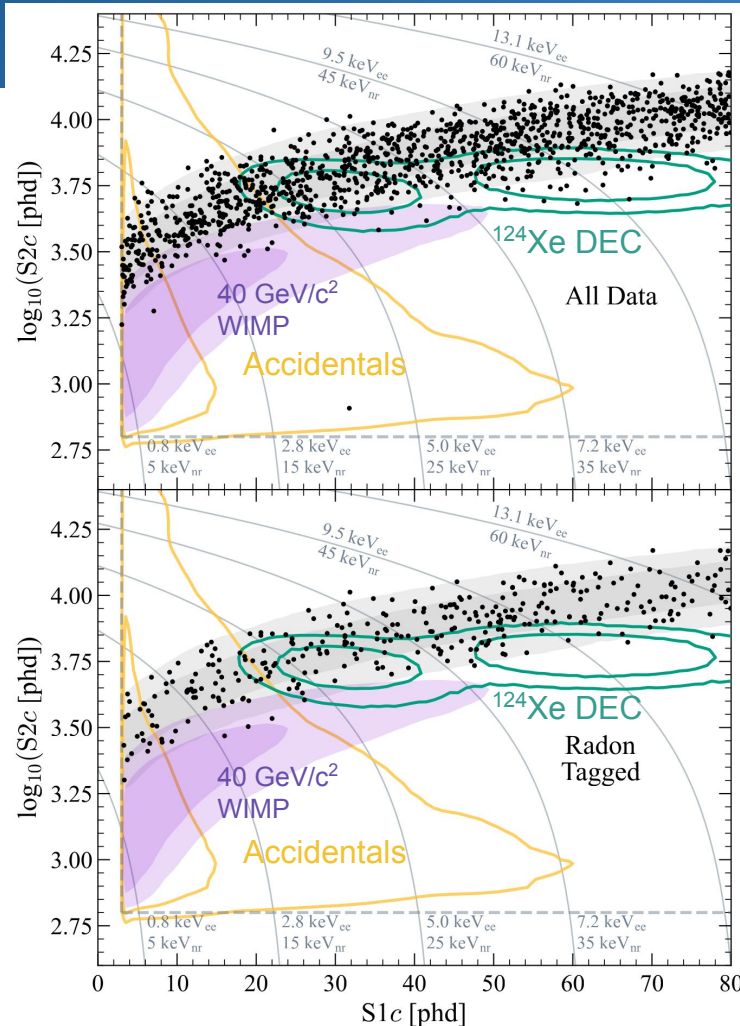 4.25
4.00
3.75
3.50
3.25
3.00
2.75
log₁₀(S2c [phd])
9.5 keVₑₑ
45 keVₙᵣ
13.1 keVₑₑ
60 keVₙᵣ
¹²⁴Xe DEC
All Data
40 GeV/c²
WIMP
Accidentals
0.8 keVₑₑ
5 keVₙᵣ
2.8 keVₑₑ
15 keVₙᵣ
5.0 keVₑₑ
25 keVₙᵣ
7.2 keVₑₑ
35 keVₙᵣ
4.25
4.00
3.75
3.50
3.25
3.00
2.75
log₁₀(S2c [phd])
9.5 keVₑₑ
45 keVₙᵣ
13.1 keVₑₑ
60 keVₙᵣ
¹²⁴Xe DEC
Radon
Tagged
40 GeV/c²
WIMP
Accidentals
0.8 keVₑₑ
5 keVₙᵣ
2.8 keVₑₑ
15 keVₙᵣ
5.0 keVₑₑ
25 keVₙᵣ
7.2 keVₑₑ
35 keVₙᵣ
0 10 20 30 40 50 60 70 80
S1c [phd]